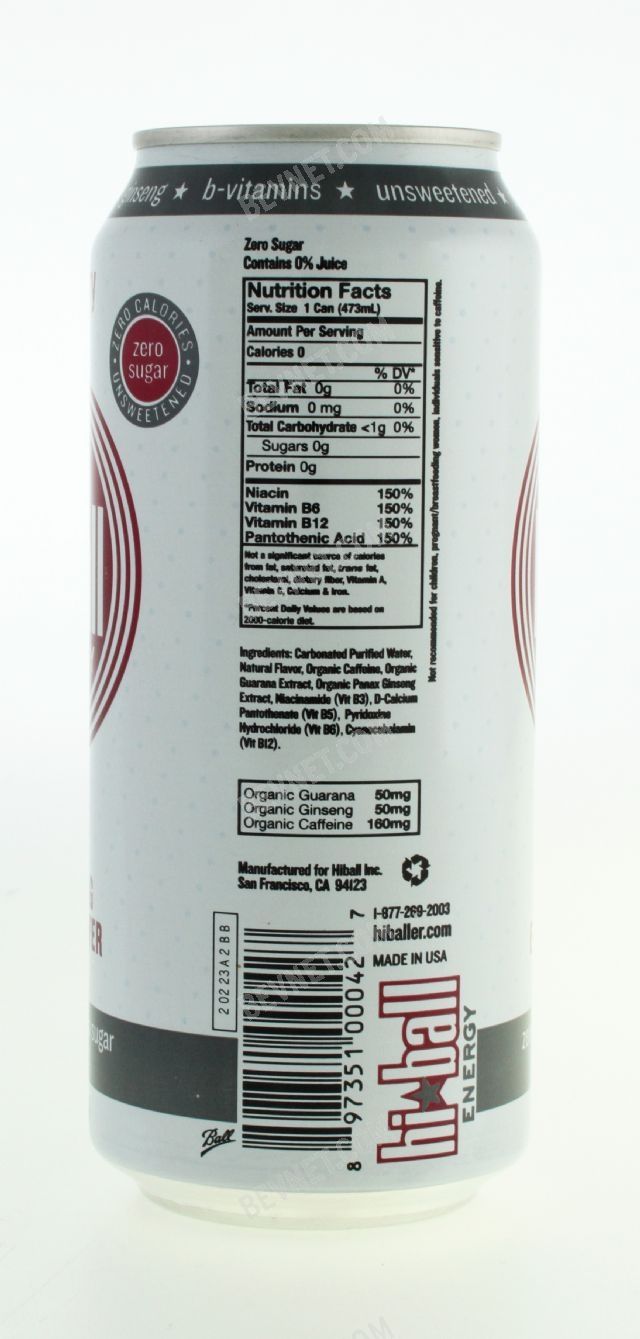 ginseng ★ b-vitamins ★ unsweetened ★
ZERO CALORIES
zero
sugar
UNSWEETENED
Zero Sugar
Contains 0% Juice
Nutrition Facts
Serv. Size 1 Can (473mL)
Amount Per Serving
Calories 0
% DV*
Total Fat 0g 0%
Sodium 0 mg 0%
Total Carbohydrate <1g 0%
Sugars 0g
Protein 0g
Niacin 150%
Vitamin B6 150%
Vitamin B12 150%
Pantothenic Acid 150%
Not a significant source of calories
from fat, saturated fat, trans fat,
cholesterol, dietary fiber, Vitamin A,
Vitamin C, Calcium & Iron.
*Percent Daily Values are based on
2000-calorie diet.
Not recommended for children, pregnant/breastfeeding women, individuals sensitive to caffeine.
Ingredients: Carbonated Purified Water,
Natural Flavor, Organic Caffeine, Organic
Guarana Extract, Organic Panax Ginseng
Extract, Niacinamide (Vit B3), D-Calcium
Pantothenate (Vit B5), Pyridoxine
Hydrochloride (Vit B6), Cyanocobalamin
(Vit B12).
Organic Guarana 50mg
Organic Ginseng 50mg
Organic Caffeine 160mg
Manufactured for Hiball Inc.
San Francisco, CA 94123
1-877-269-2003
hiballer.com
MADE IN USA
hi★ball
ENERGY
20223A2BB
8 97351 00042 7
Ball
sugar
BEVNET.COM